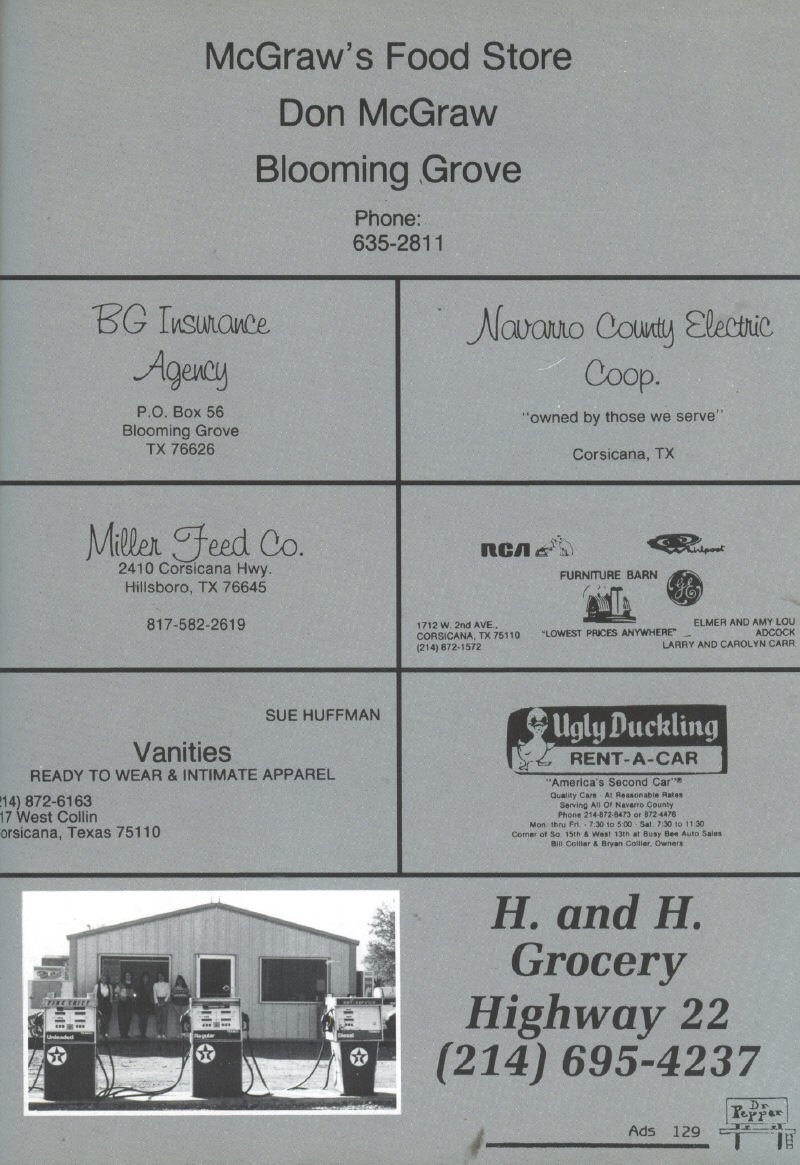 McGraw's Food Store
Don McGraw
Blooming Grove
Phone:
635-2811
BG Insurance
Agency
P.O. Box 56
Blooming Grove
TX 76626
Navarro County Electric
Coop.
"owned by those we serve"
Corsicana, TX
Miller Feed Co.
2410 Corsicana Hwy.
Hillsboro, TX 76645
817-582-2619
RCA
Whirlpool
FURNITURE BARN
GE
1712 W. 2nd AVE.,
CORSICANA, TX 75110
(214) 872-1572
"LOWEST PRICES ANYWHERE"
ELMER AND AMY LOU
ADCOCK
LARRY AND CAROLYN CARR
SUE HUFFMAN
Vanities
READY TO WEAR & INTIMATE APPAREL
14) 872-6163
17 West Collin
orsicana, Texas 75110
Ugly Duckling
RENT-A-CAR
"America's Second Car"®
Quality Cars - At Reasonable Rates
Serving All Of Navarro County
Phone 214-872-8473 or 872-4476
Mon. thru Fri. - 7:30 to 5:00 - Sat. 7:30 to 11:30
Corner of So. 15th & West 13th at Busy Bee Auto Sales
Bill Collier & Bryan Collier, Owners
FIRE CHIEF
Unleaded
Regular
Diesel
H. and H.
Grocery
Highway 22
(214) 695-4237
Dr
Pepper
Ads 129